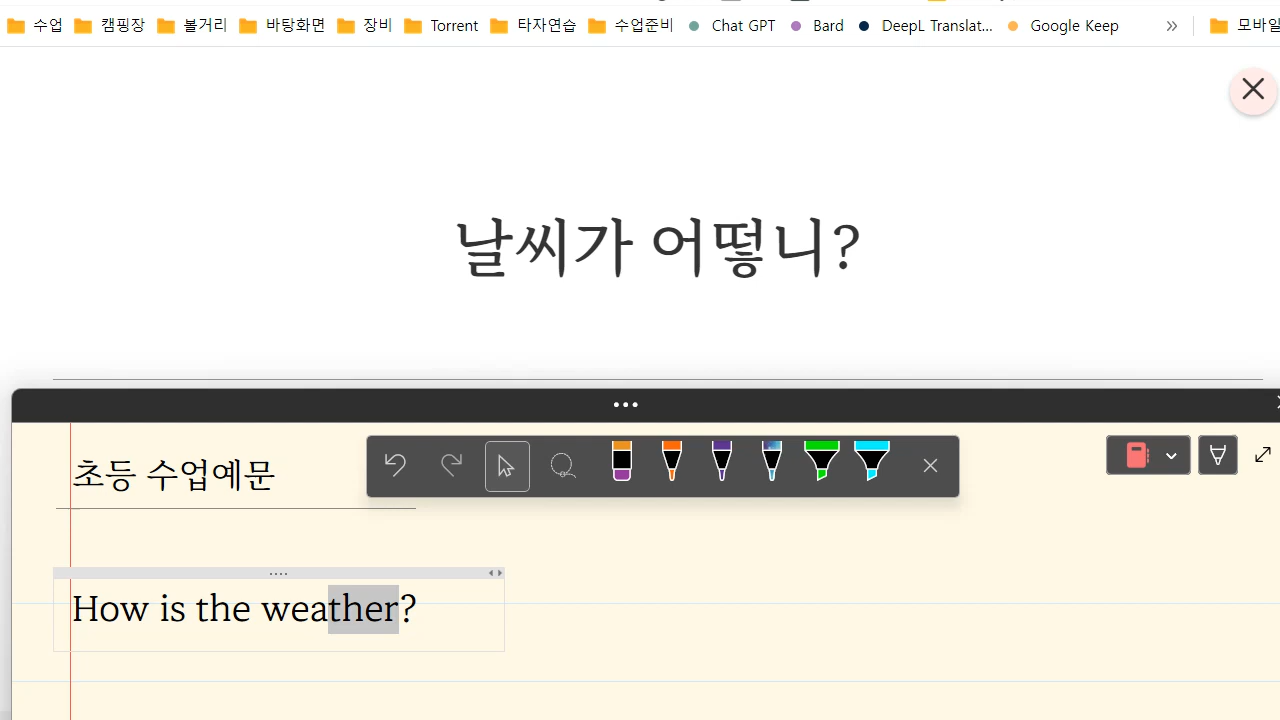 수업 캠핑장 볼거리 바탕화면 장비 Torrent 타자연습 수업준비 Chat GPT Bard DeepL Translat... Google Keep » 모바일
날씨가 어떻니?
초등 수업예문
How is the weather?